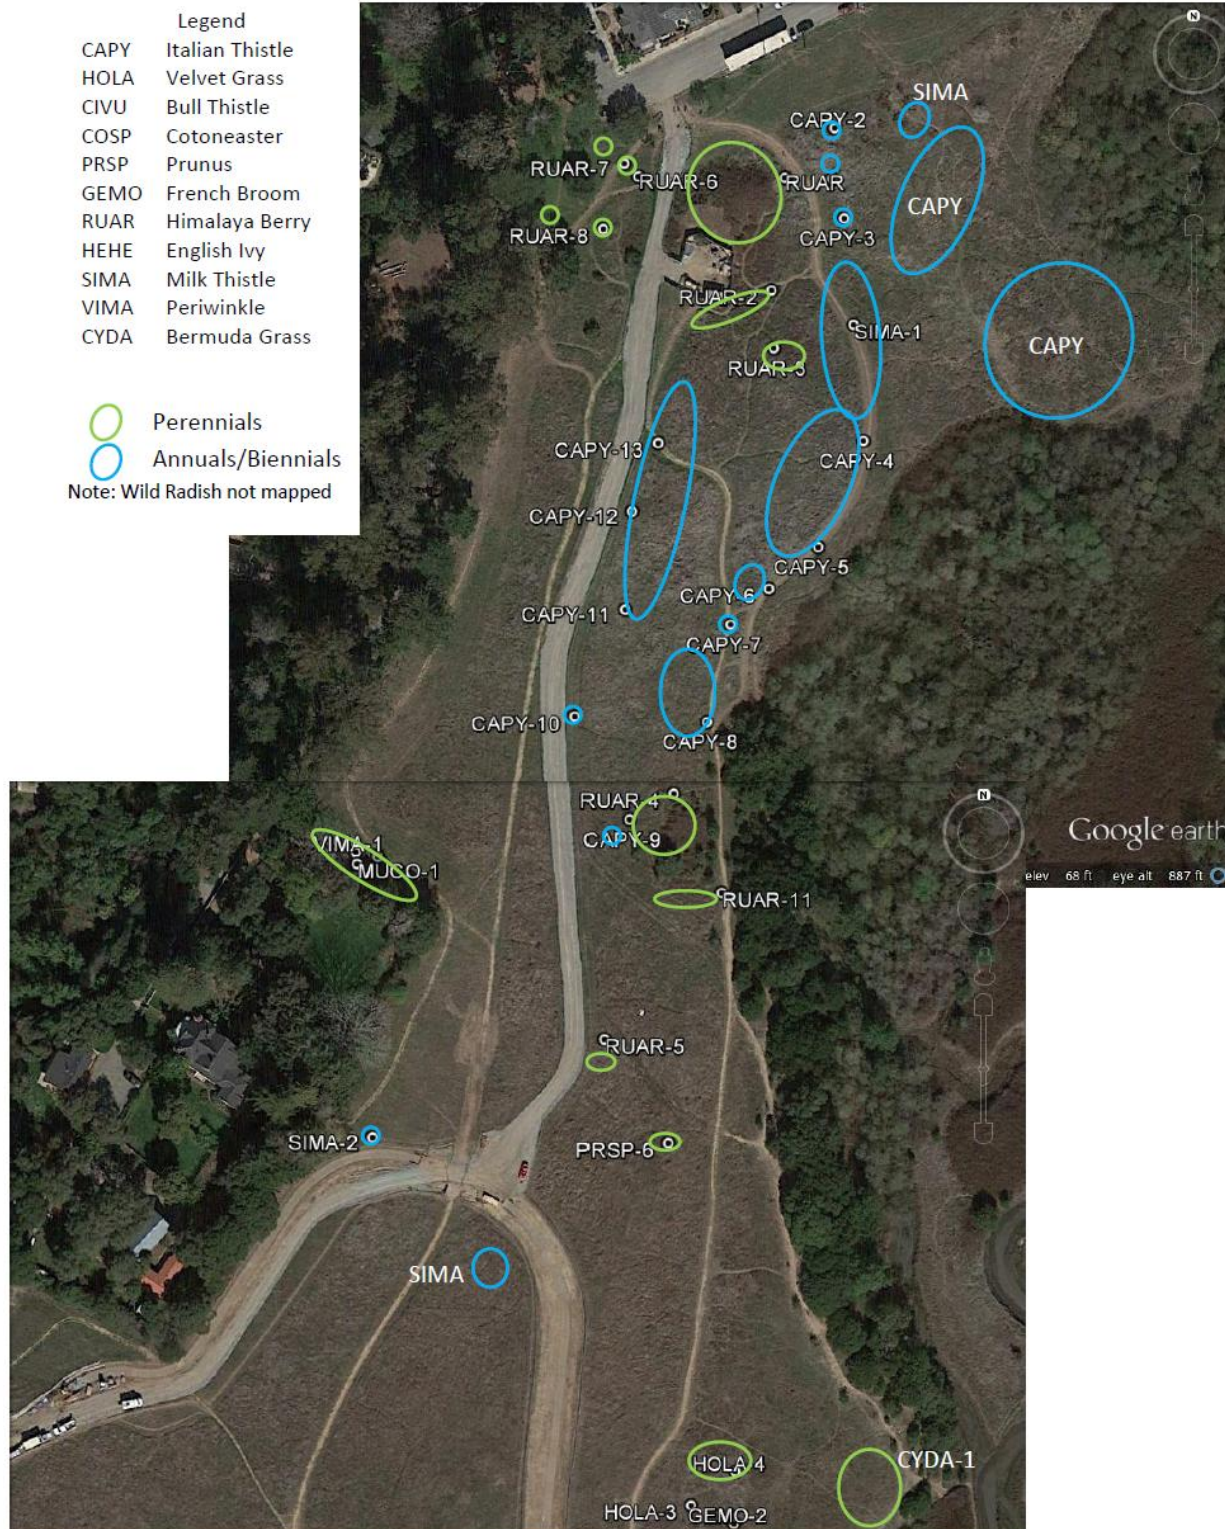 Legend
CAPY Italian Thistle
HOLA Velvet Grass
CIVU Bull Thistle
COSP Cotoneaster
PRSP Prunus
GEMO French Broom
RUAR Himalaya Berry
HEHE English Ivy
SIMA Milk Thistle
VIMA Periwinkle
CYDA Bermuda Grass
Perennials
Annuals/Biennials
Note: Wild Radish not mapped
N
SIMA
CAPY-2
RUAR-7
RUAR-6
RUAR
CAPY
RUAR-8
CAPY-3
RUAR-2
SIMA-1
CAPY
RUAR-3
CAPY-13
CAPY-4
CAPY-12
CAPY-5
CAPY-6
CAPY-11
CAPY-7
CAPY-10
CAPY-8
N
RUAR-4
Google earth
CAPY-9
VIMA-1
MUCO-1
elev 68 ft eye alt 887 ft
RUAR-11
RUAR-5
SIMA-2
PRSP-6
SIMA
CYDA-1
HOLA-4
HOLA-3
GEMO-2